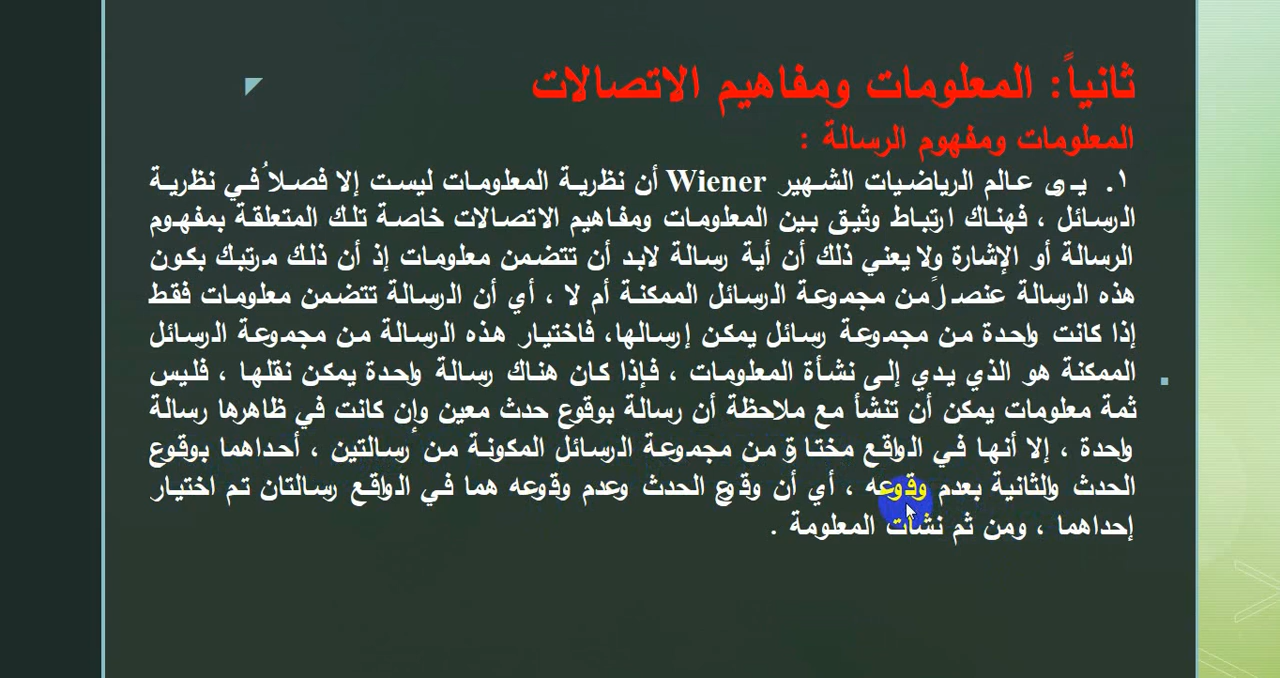 ثانياً: المعلومات ومفاهيم الاتصالات
المعلومات ومفهوم الرسالة :
١. يرى عالم الرياضيات الشهير Wiener أن نظرية المعلومات ليست إلا فصلاً في نظرية
الرسائل ، فهناك ارتباط وثيق بين المعلومات ومفاهيم الاتصالات خاصة تلك المتعلقة بمفهوم
الرسالة أو الإشارة ولا يعني ذلك أن أية رسالة لابد أن تتضمن معلومات إذ أن ذلك مرتبك بكون
هذه الرسالة عنصراً من مجموعة الرسائل الممكنة أم لا ، أي أن الرسالة تتضمن معلومات فقط
إذا كانت واحدة من مجموعة رسائل يمكن إرسالها، فاختيار هذه الرسالة من مجموعة الرسائل
الممكنة هو الذي يدي إلى نشأة المعلومات ، فإذا كان هناك رسالة واحدة يمكن نقلها ، فليس
ثمة معلومات يمكن أن تنشأ مع ملاحظة أن رسالة بوقوع حدث معين وإن كانت في ظاهرها رسالة
واحدة ، إلا أنها في الواقع مختارة من مجموعة الرسائل المكونة من رسالتين ، أحداهما بوقوع
الحدث والثانية بعدم وقوعه ، أي أن وقوع الحدث وعدم وقوعه هما في الواقع رسالتان تم اختيار
إحداهما ، ومن ثم نشأت المعلومة .